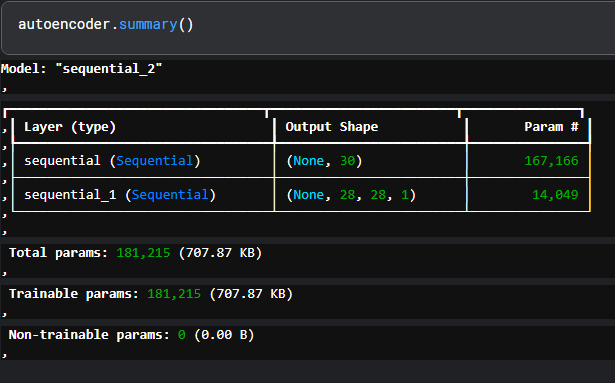 autoencoder.summary()
Model: "sequential_2"
,
,
, Layer (type) Output Shape Param #
,
, sequential (Sequential) (None, 30) 167,166
,
, sequential_1 (Sequential) (None, 28, 28, 1) 14,049
,
,
Total params: 181,215 (707.87 KB)
,
Trainable params: 181,215 (707.87 KB)
,
Non-trainable params: 0 (0.00 B)
,